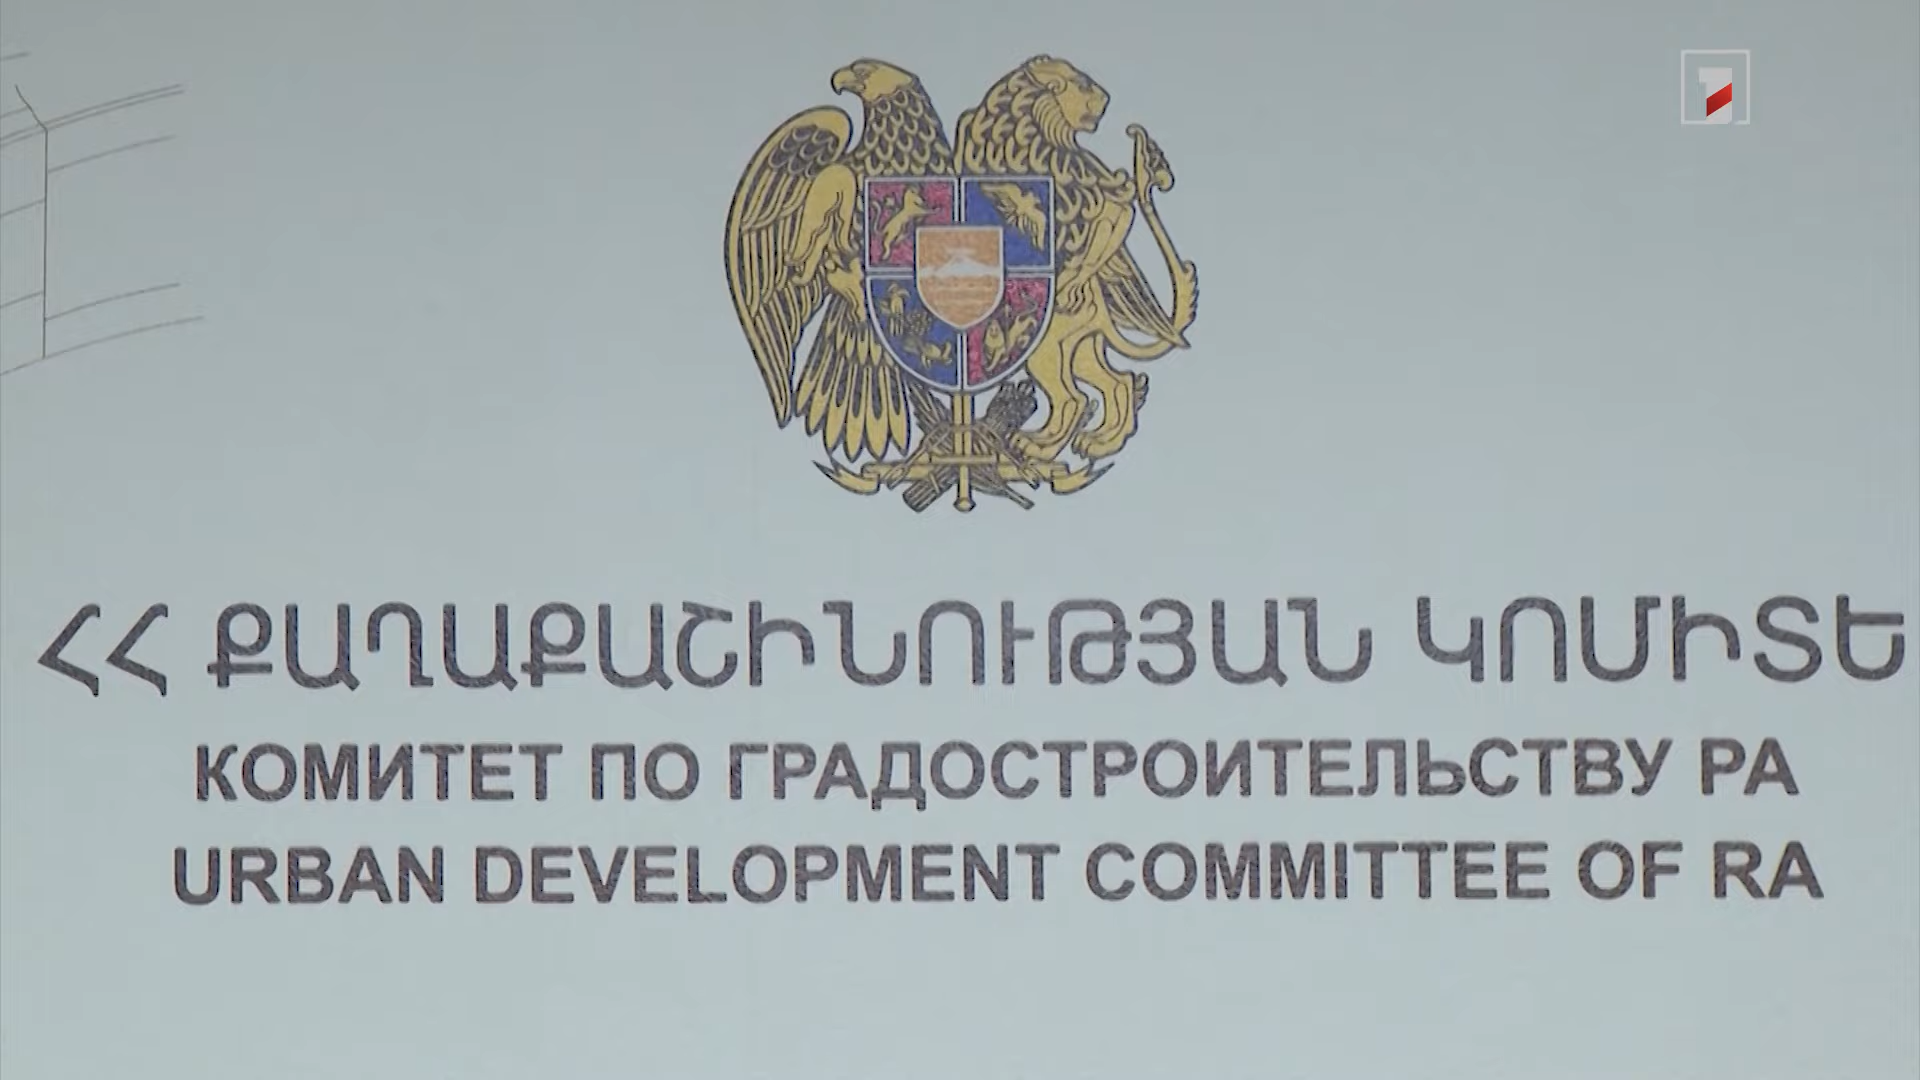 ՀՀ ՔԱՂԱՔԱՇԻՆՈՒԹՅԱՆ ԿՈՄԻՏԵ
КОМИТЕТ ПО ГРАДОСТРОИТЕЛЬСТВУ РА
URBAN DEVELOPMENT COMMITTEE OF RA